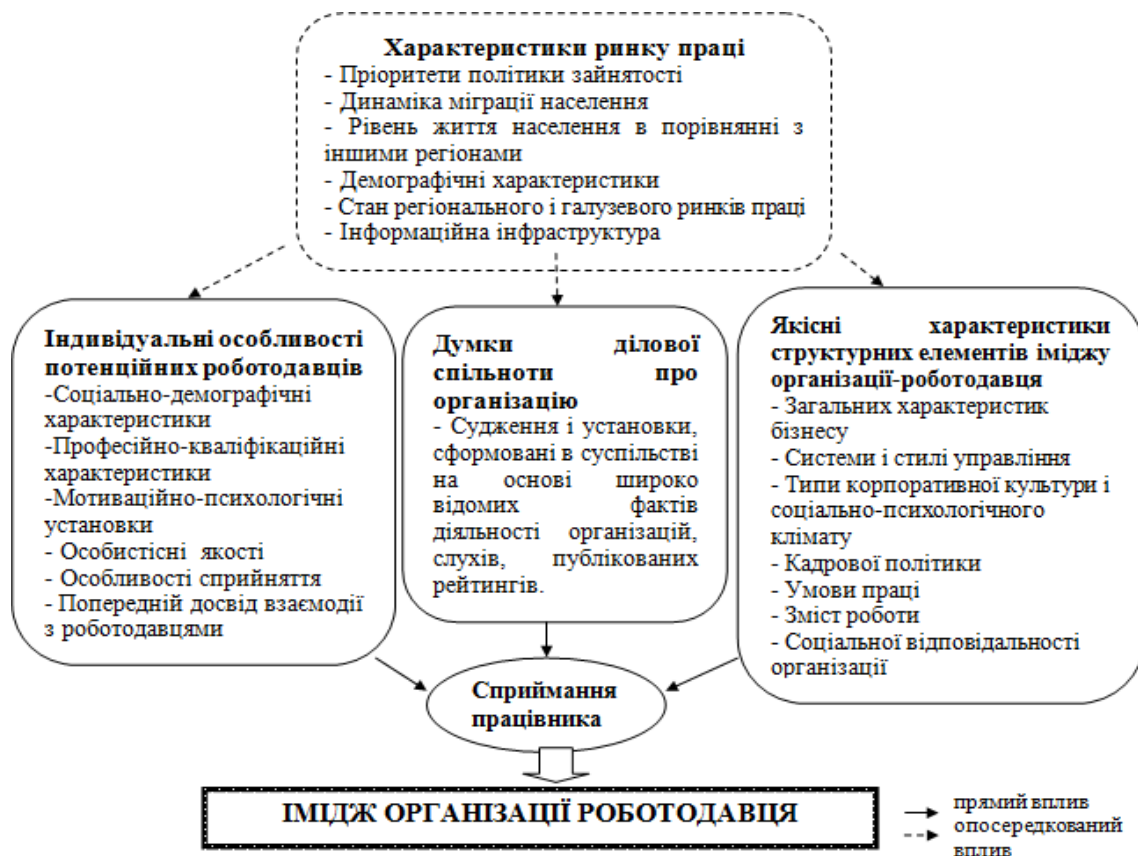 Характеристики ринку праці
- Пріоритети політики зайнятості
- Динаміка міграції населення
- Рівень життя населення в порівнянні з
іншими регіонами
- Демографічні характеристики
- Стан регіонального і галузевого ринків праці
- Інформаційна інфраструктура
Індивідуальні особливості
потенційних роботодавців
-Соціально-демографічні
характеристики
-Професійно-кваліфікаційні
характеристики
-Мотиваційно-психологічні
установки
- Особистісні якості
- Особливості сприйняття
- Попередній досвід взаємодії
з роботодавцями
Думки ділової
спільноти про
організацію
- Судження і установки,
сформовані в суспільстві
на основі широко
відомих фактів
діяльності організацій,
слухів, публікованих
рейтингів.
Якісні характеристики
структурних елементів іміджу
організації-роботодавця
- Загальних характеристик
бізнесу
- Системи і стилі управління
- Типи корпоративної культури і
соціально-психологічного
клімату
- Кадрової політики
- Умови праці
- Зміст роботи
- Соціальної відповідальності
організації
Сприймання
працівника
ІМІДЖ ОРГАНІЗАЦІЇ РОБОТОДАВЦЯ
прямий вплив
опосередкований
вплив